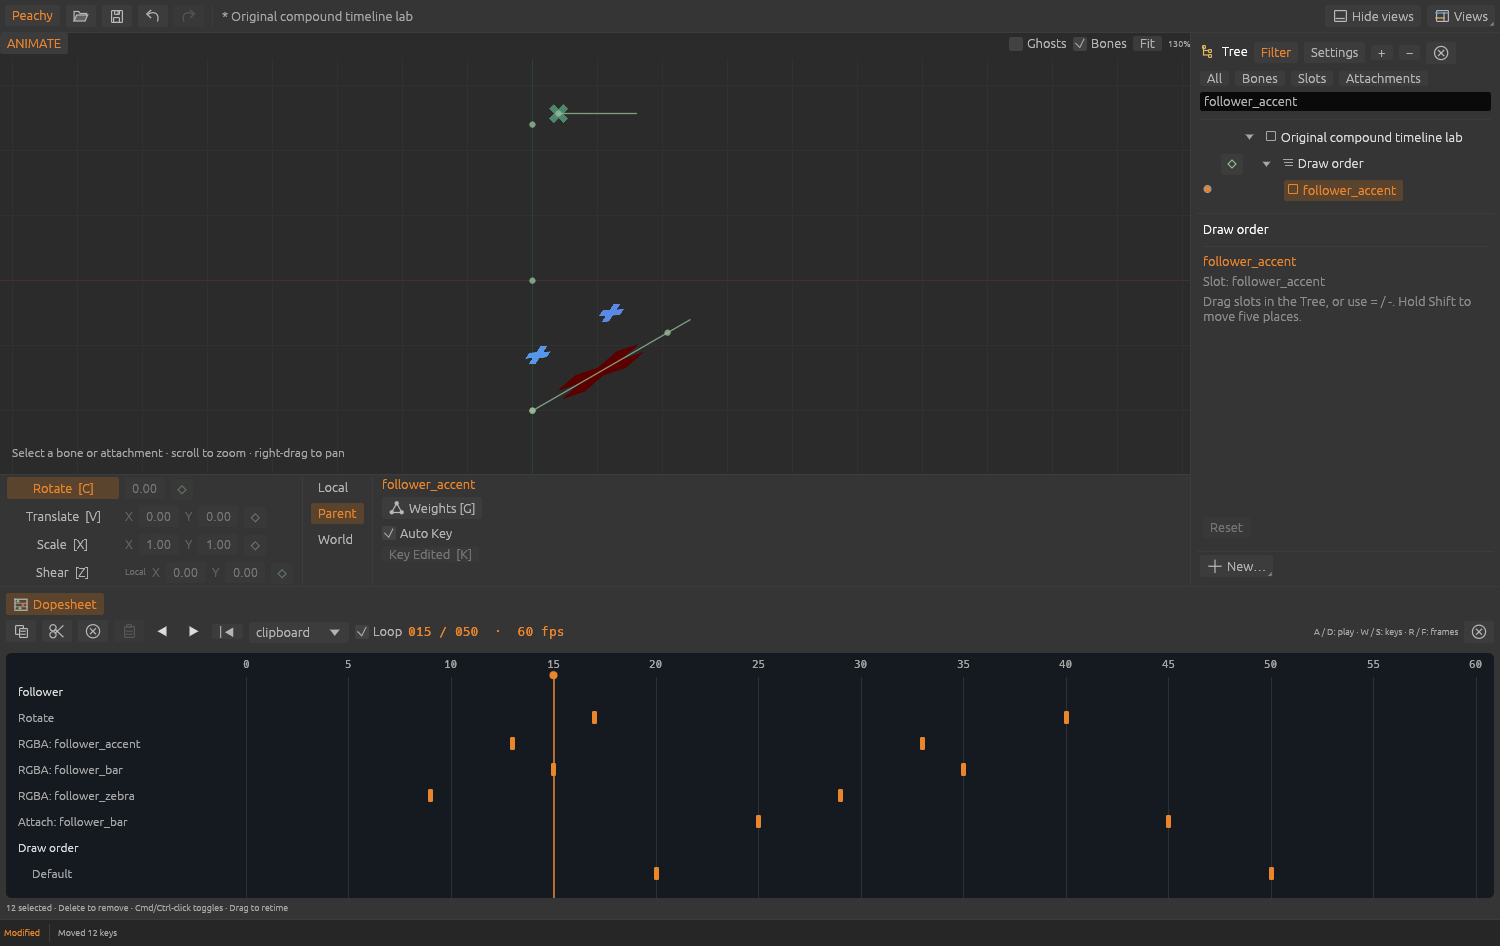 Peachy
* Original compound timeline lab
Hide views
Views
ANIMATE
Ghosts
Bones
Fit
130%
Tree
Filter
Settings
+
−
All
Bones
Slots
Attachments
follower_accent
Original compound timeline lab
Draw order
follower_accent
Draw order
follower_accent
Slot: follower_accent
Drag slots in the Tree, or use = / -. Hold Shift to
move five places.
Reset
New...
Select a bone or attachment · scroll to zoom · right-drag to pan
Rotate [C] 0.00
Translate [V] X 0.00 Y 0.00
Scale [X] X 1.00 Y 1.00
Shear [Z] Local X 0.00 Y 0.00
Local
Parent
World
follower_accent
Weights [G]
Auto Key
Key Edited [K]
Dopesheet
clipboard
Loop 015 / 050 · 60 fps
A / D: play · W / S: keys · R / F: frames
0 5 10 15 20 25 30 35 40 45 50 55 60
follower
Rotate
RGBA: follower_accent
RGBA: follower_bar
RGBA: follower_zebra
Attach: follower_bar
Draw order
Default
12 selected · Delete to remove · Cmd/Ctrl-click toggles · Drag to retime
Modified
Moved 12 keys